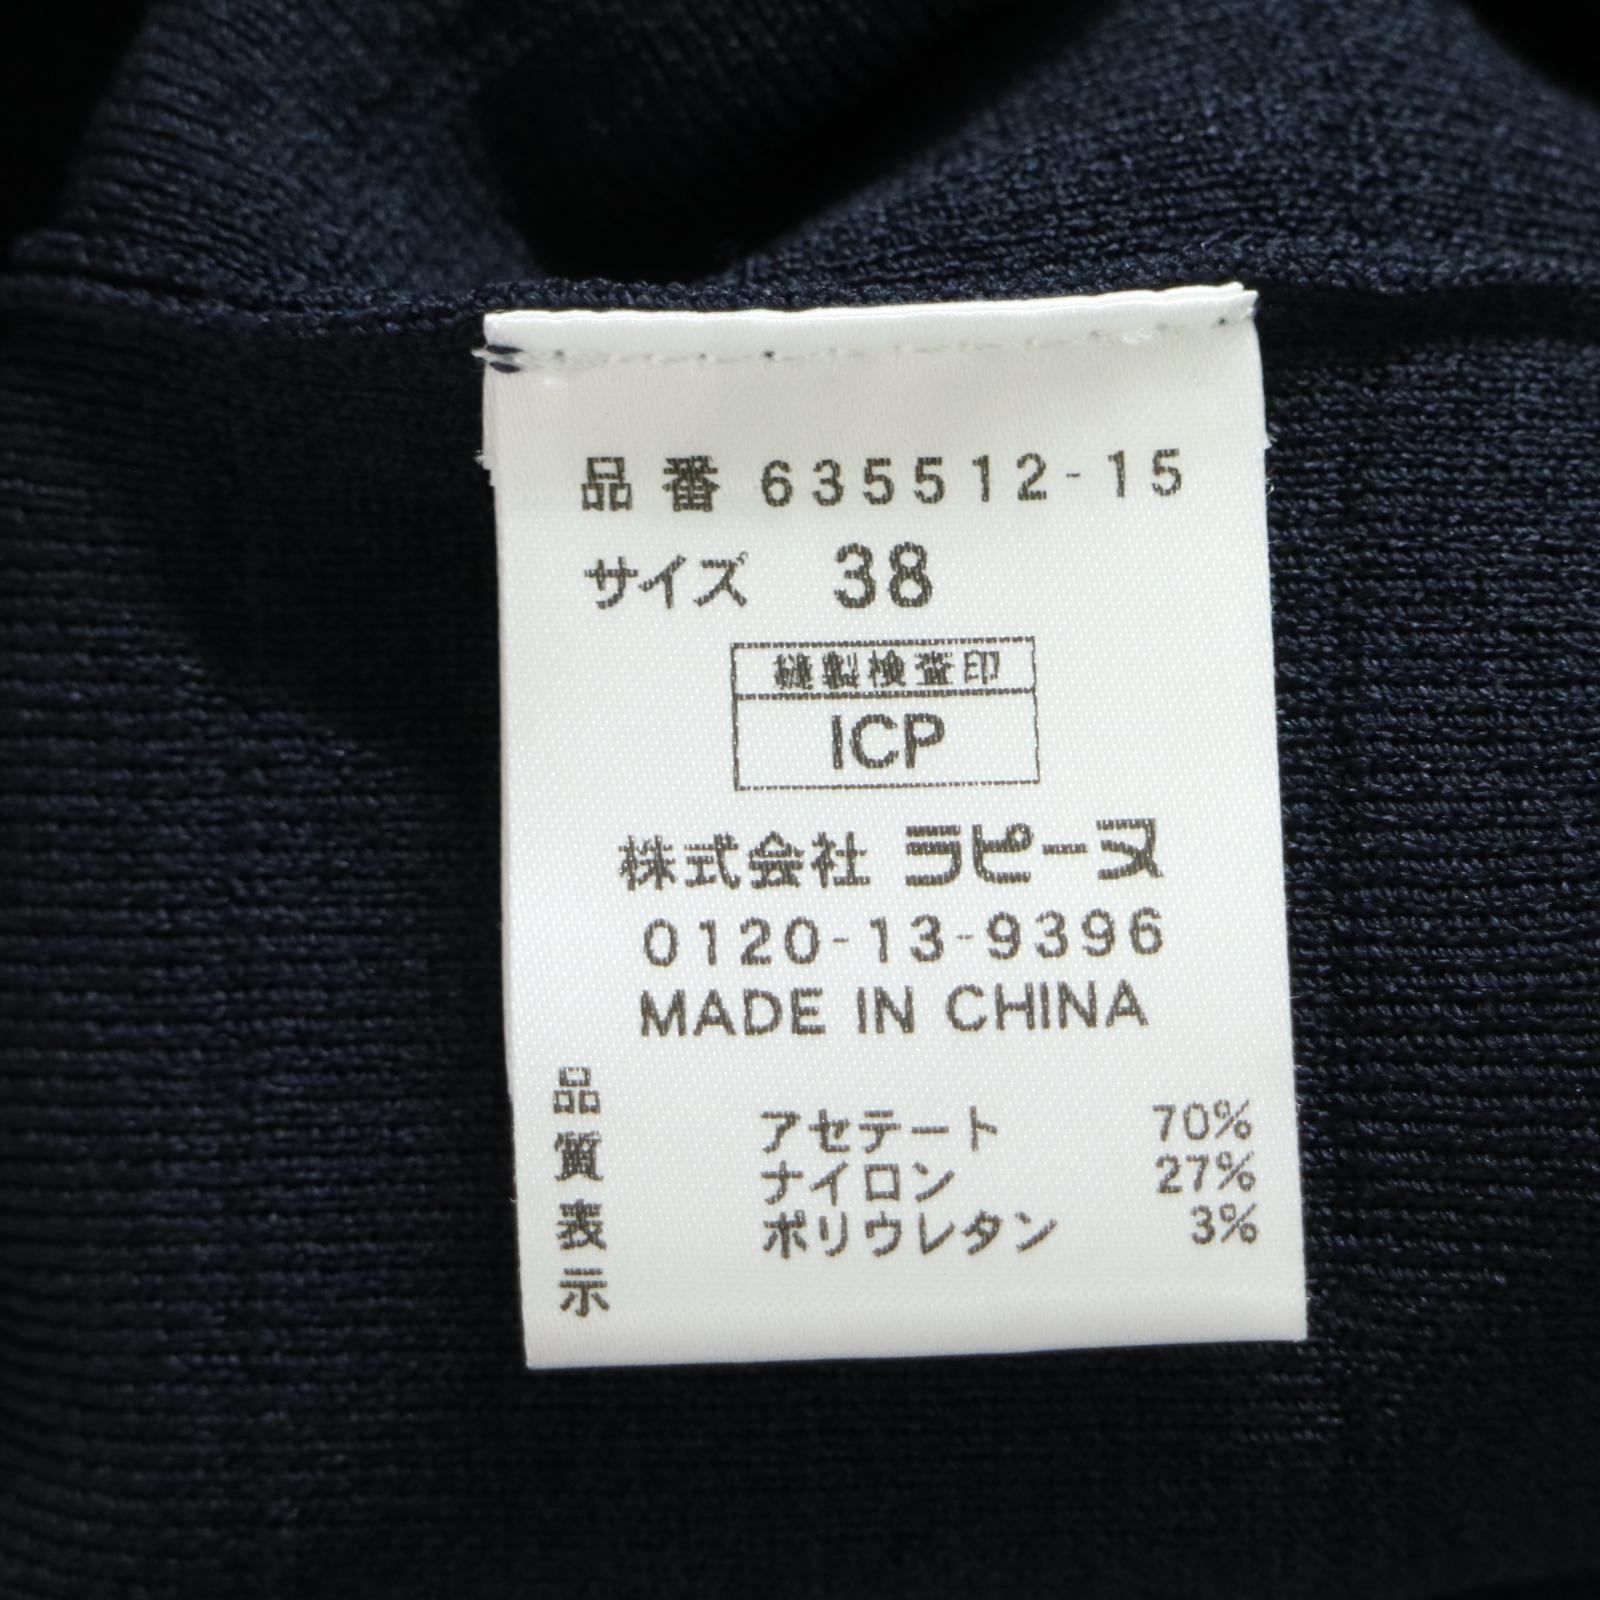 品番 635512-15
サイズ 38
縫製検査印
ICP
株式会社 ラピーヌ
0120-13-9396
MADE IN CHINA
品質表示
アセテート 70%
ナイロン 27%
ポリウレタン 3%